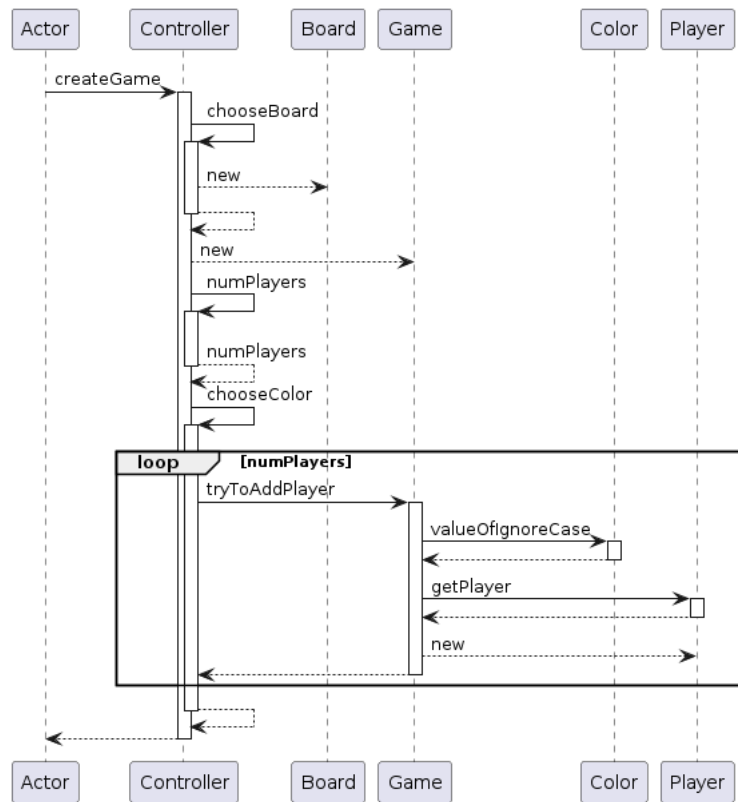 Actor Controller Board Game Color Player
createGame
chooseBoard
new
new
numPlayers
numPlayers
chooseColor
loop [numPlayers]
tryToAddPlayer
valueOfIgnoreCase
getPlayer
new
Actor Controller Board Game Color Player